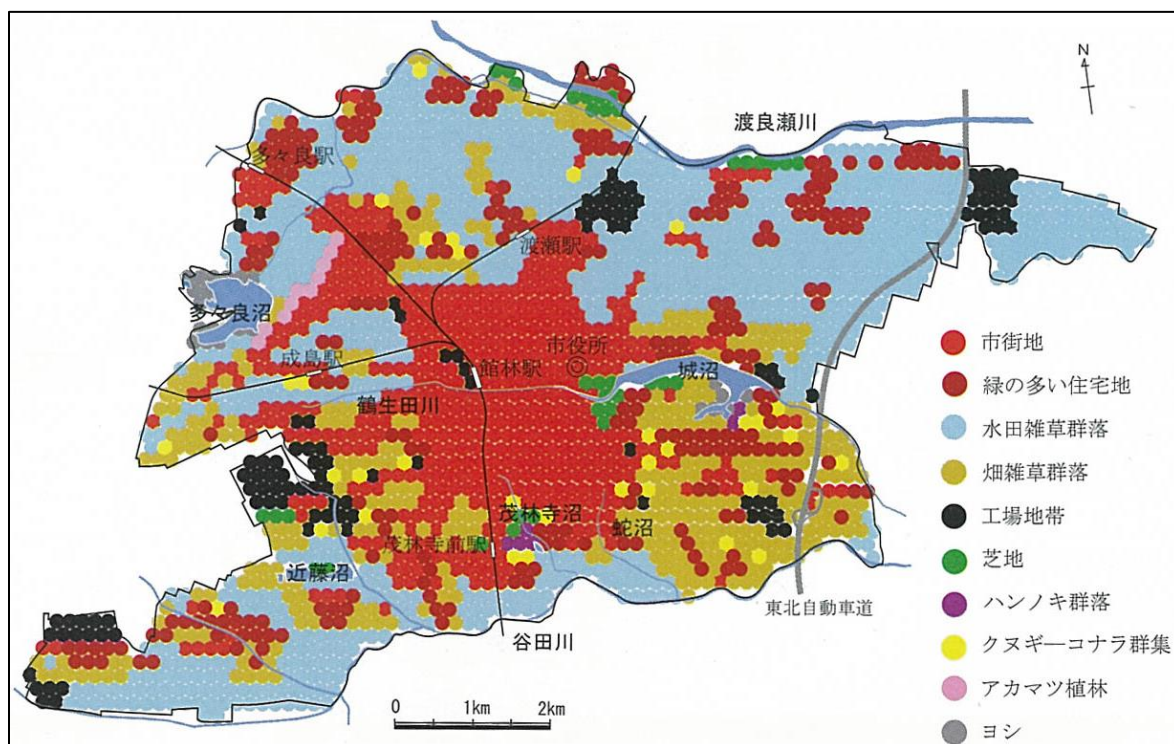 N
渡良瀬川
多々良駅
渡瀬駅
多々良沼
成島駅
市役所
館林駅
城沼
鶴生田川
茂林寺沼
蛇沼
茂林寺前駅
近藤沼
東北自動車道
谷田川
0 1km 2km
市街地
緑の多い住宅地
水田雑草群落
畑雑草群落
工場地帯
芝地
ハンノキ群落
クヌギ―コナラ群集
アカマツ植林
ヨシ